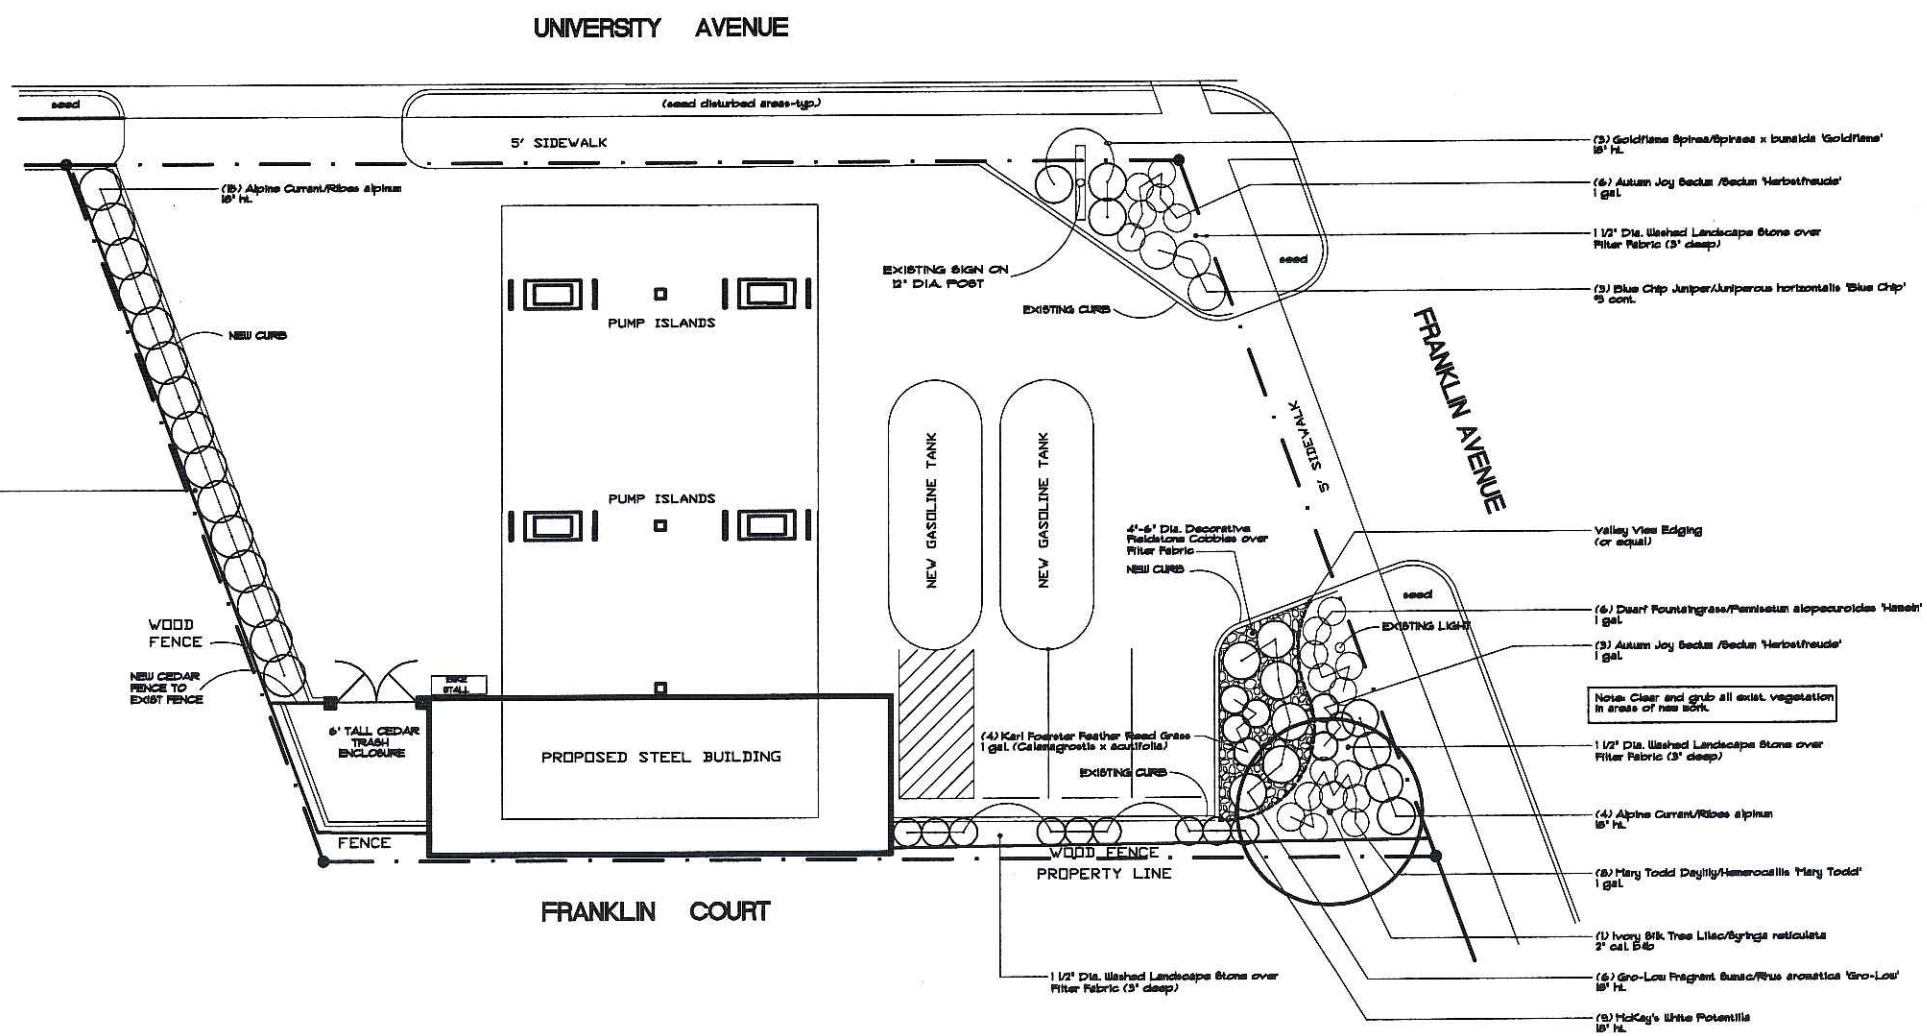 UNIVERSITY AVENUE
seed
(seed disturbed areas-typ.)
5' SIDEWALK
(3) Goldflame Spirea/Spiraea x bumalda 'Goldflame'
18" ht.
(15) Alpine Currant/Ribes alpinum
18" ht.
(6) Autumn Joy Sedum /Sedum 'Herbstfreude'
1 gal.
1 1/2" Dia. Washed Landscape Stone over
Filter Fabric (3" deep)
seed
EXISTING SIGN ON
12" DIA. POST
(3) Blue Chip Juniper/Juniperous horizontalis 'Blue Chip'
#5 cont.
EXISTING CURB
PUMP ISLANDS
NEW CURB
FRANKLIN AVENUE
5' SIDEWALK
NEW GASOLINE TANK
NEW GASOLINE TANK
PUMP ISLANDS
4"-6" Dia. Decorative
Fieldstone Cobbles over
Filter Fabric
NEW CURB
Valley View Edging
(or equal)
seed
(6) Dwarf Fountaingrass/Pennisetum alopecuroides 'Hameln'
1 gal.
EXISTING LIGHT
WOOD
FENCE
(3) Autumn Joy Sedum /Sedum 'Herbstfreude'
1 gal.
NEW CEDAR
FENCE TO
EXIST FENCE
BIKE
STALL
Note: Clear and grub all exist. vegetation
in areas of new work.
6' TALL CEDAR
TRASH
ENCLOSURE
PROPOSED STEEL BUILDING
(4) Karl Foerster Feather Reed Grass
1 gal. (Calamagrostis x acutifolia)
1 1/2" Dia. Washed Landscape Stone over
Filter Fabric (3" deep)
EXISTING CURB
(4) Alpine Currant/Ribes alpinum
18" ht.
FENCE
WOOD FENCE
PROPERTY LINE
(8) Mary Todd Daylily/Hemerocallis 'Mary Todd'
1 gal.
FRANKLIN COURT
(1) Ivory Silk Tree Lilac/Syringa reticulata
2" cal. B&B
1 1/2" Dia. Washed Landscape Stone over
Filter Fabric (3" deep)
(6) Gro-Low Fragrant Sumac/Rhus aromatica 'Gro-Low'
18" ht.
(9) McKay's White Potentilla
18" ht.